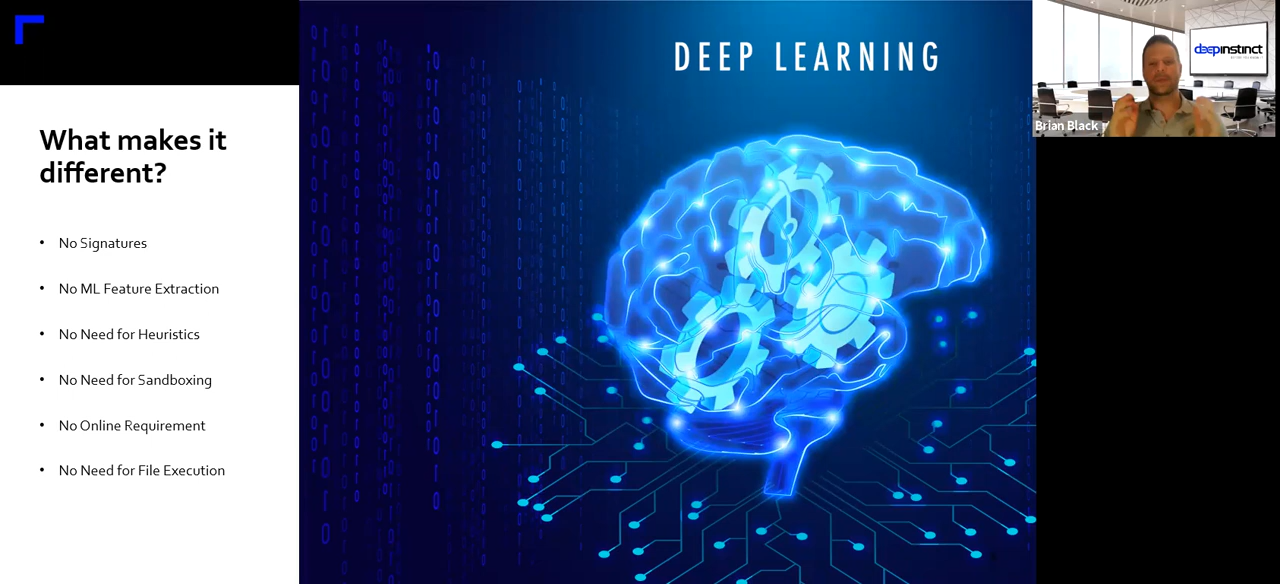 DEEP LEARNING
deepinstinct
Brian Black
What makes it
different?
• No Signatures
• No ML Feature Extraction
• No Need for Heuristics
• No Need for Sandboxing
• No Online Requirement
• No Need for File Execution